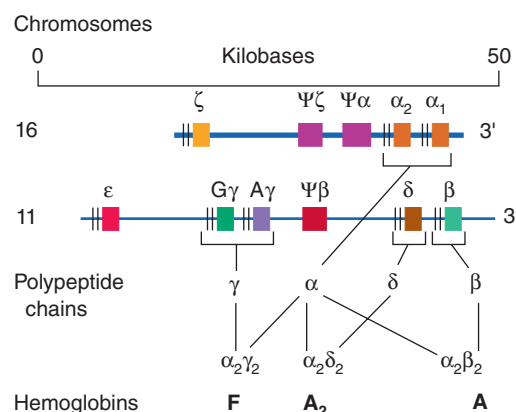 Chromosomes
0 Kilobases 50
ζ Ψζ Ψα α2 α1
16 3'
ε Gγ Aγ Ψβ δ β
11 3
Polypeptide chains
γ α δ β
α2γ2 α2δ2 α2β2
Hemoglobins F A2 A